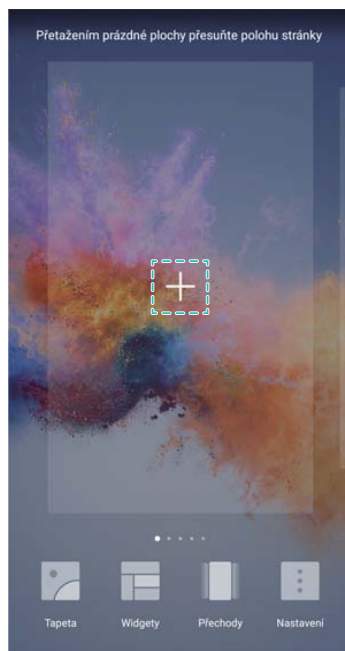 Přetažením prázdné plochy přesuňte polohu stránky
Tapeta
Widgety
Přechody
Nastavení